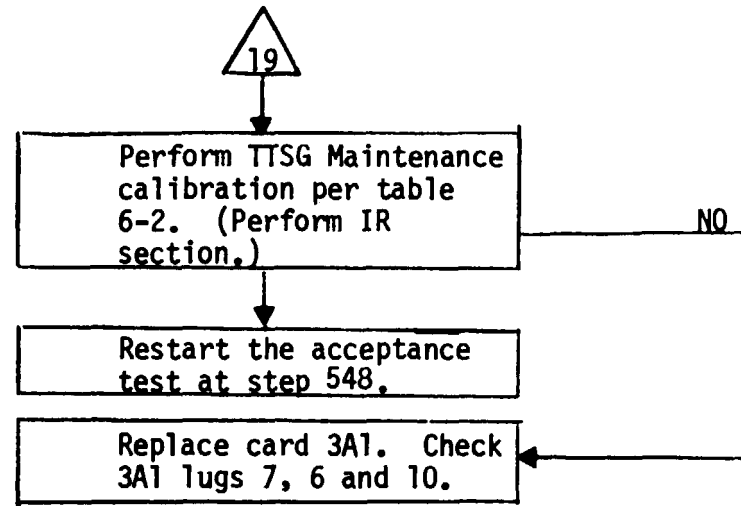 19
Perform TTSG Maintenance
calibration per table
6-2. (Perform IR
section.)
NO
Restart the acceptance
test at step 548.
Replace card 3A1. Check
3A1 lugs 7, 6 and 10.